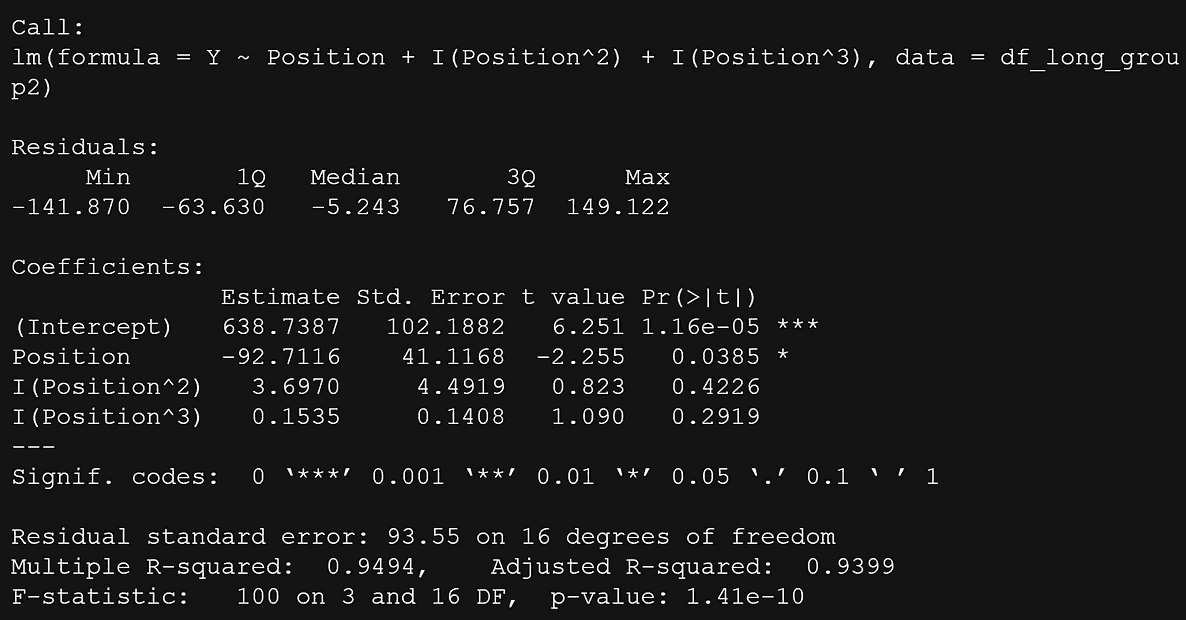 Call:
lm(formula = Y ~ Position + I(Position^2) + I(Position^3), data = df_long_grou
p2)
Residuals:
     Min       1Q   Median       3Q      Max
-141.870  -63.630   -5.243   76.757  149.122
Coefficients:
              Estimate Std. Error t value Pr(>|t|)
(Intercept)   638.7387   102.1882   6.251 1.16e-05 ***
Position      -92.7116    41.1168  -2.255   0.0385 *
I(Position^2)   3.6970     4.4919   0.823   0.4226
I(Position^3)   0.1535     0.1408   1.090   0.2919
---
Signif. codes:  0 ‘***’ 0.001 ‘**’ 0.01 ‘*’ 0.05 ‘.’ 0.1 ‘ ’ 1
Residual standard error: 93.55 on 16 degrees of freedom
Multiple R-squared:  0.9494,    Adjusted R-squared:  0.9399
F-statistic:   100 on 3 and 16 DF,  p-value: 1.41e-10